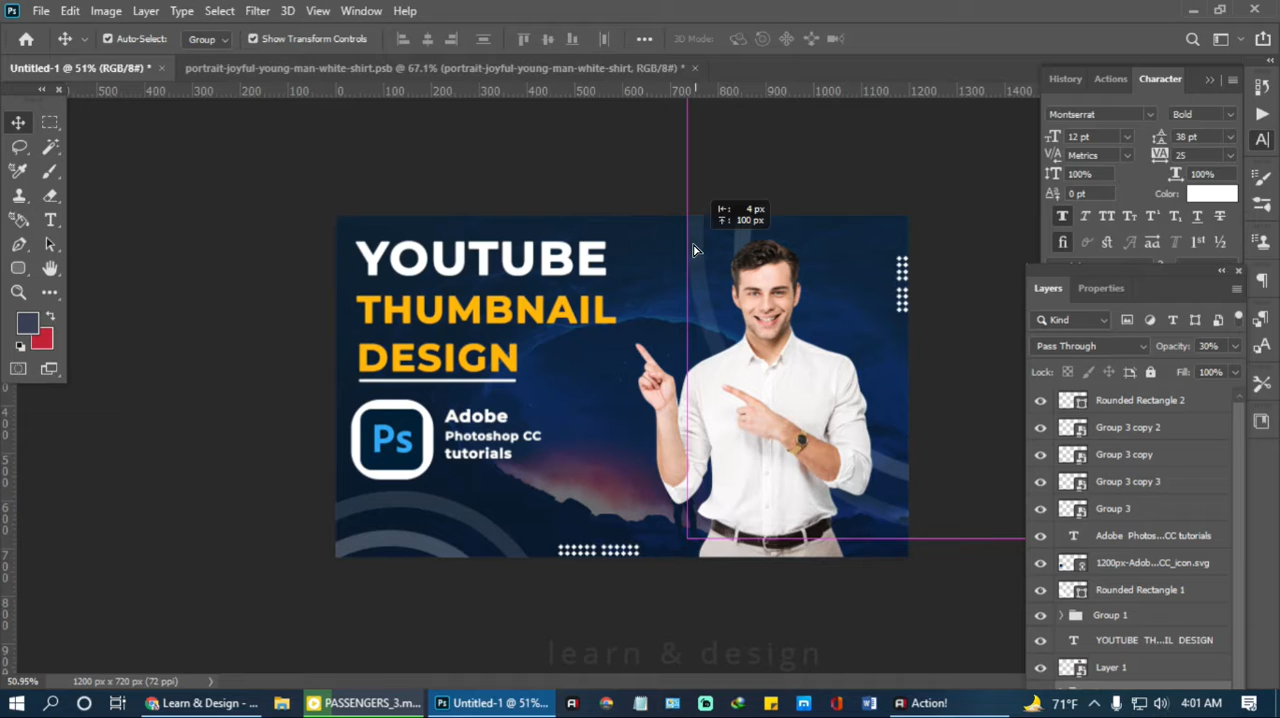 Ps File Edit Image Layer Type Select Filter 3D View Window Help
Auto-Select: Group Show Transform Controls 3D Mode:
Untitled-1 @ 51% (RGB/8#) * × portrait-joyful-young-man-white-shirt.psb @ 67.1% (portrait-joyful-young-man-white-shirt, RGB/8#) * ×
500 400 300 200 100 0 100 200 300 400 500 600 700 800 900 1000 1100 1200 1300 1400
History Actions Character
Montserrat Bold
12 pt 38 pt
Metrics 25
100% 100%
0 pt Color:
4 px
100 px
YOUTUBE
THUMBNAIL
DESIGN
Ps
Adobe
Photoshop CC
tutorials
Layers Properties
Kind
Pass Through Opacity: 30%
Lock: Fill: 100%
Rounded Rectangle 2
Group 3 copy 2
Group 3 copy
Group 3 copy 3
Group 3
Adobe Photos...CC tutorials
1200px-Adob...CC_icon.svg
Rounded Rectangle 1
Group 1
YOUTUBE TH...IL DESIGN
Layer 1
learn & design
50.95% 1200 px x 720 px (72 ppi)
Learn & Design - ... PASSENGERS_3.m... Untitled-1 @ 51%... Action! 71°F 4:01 AM